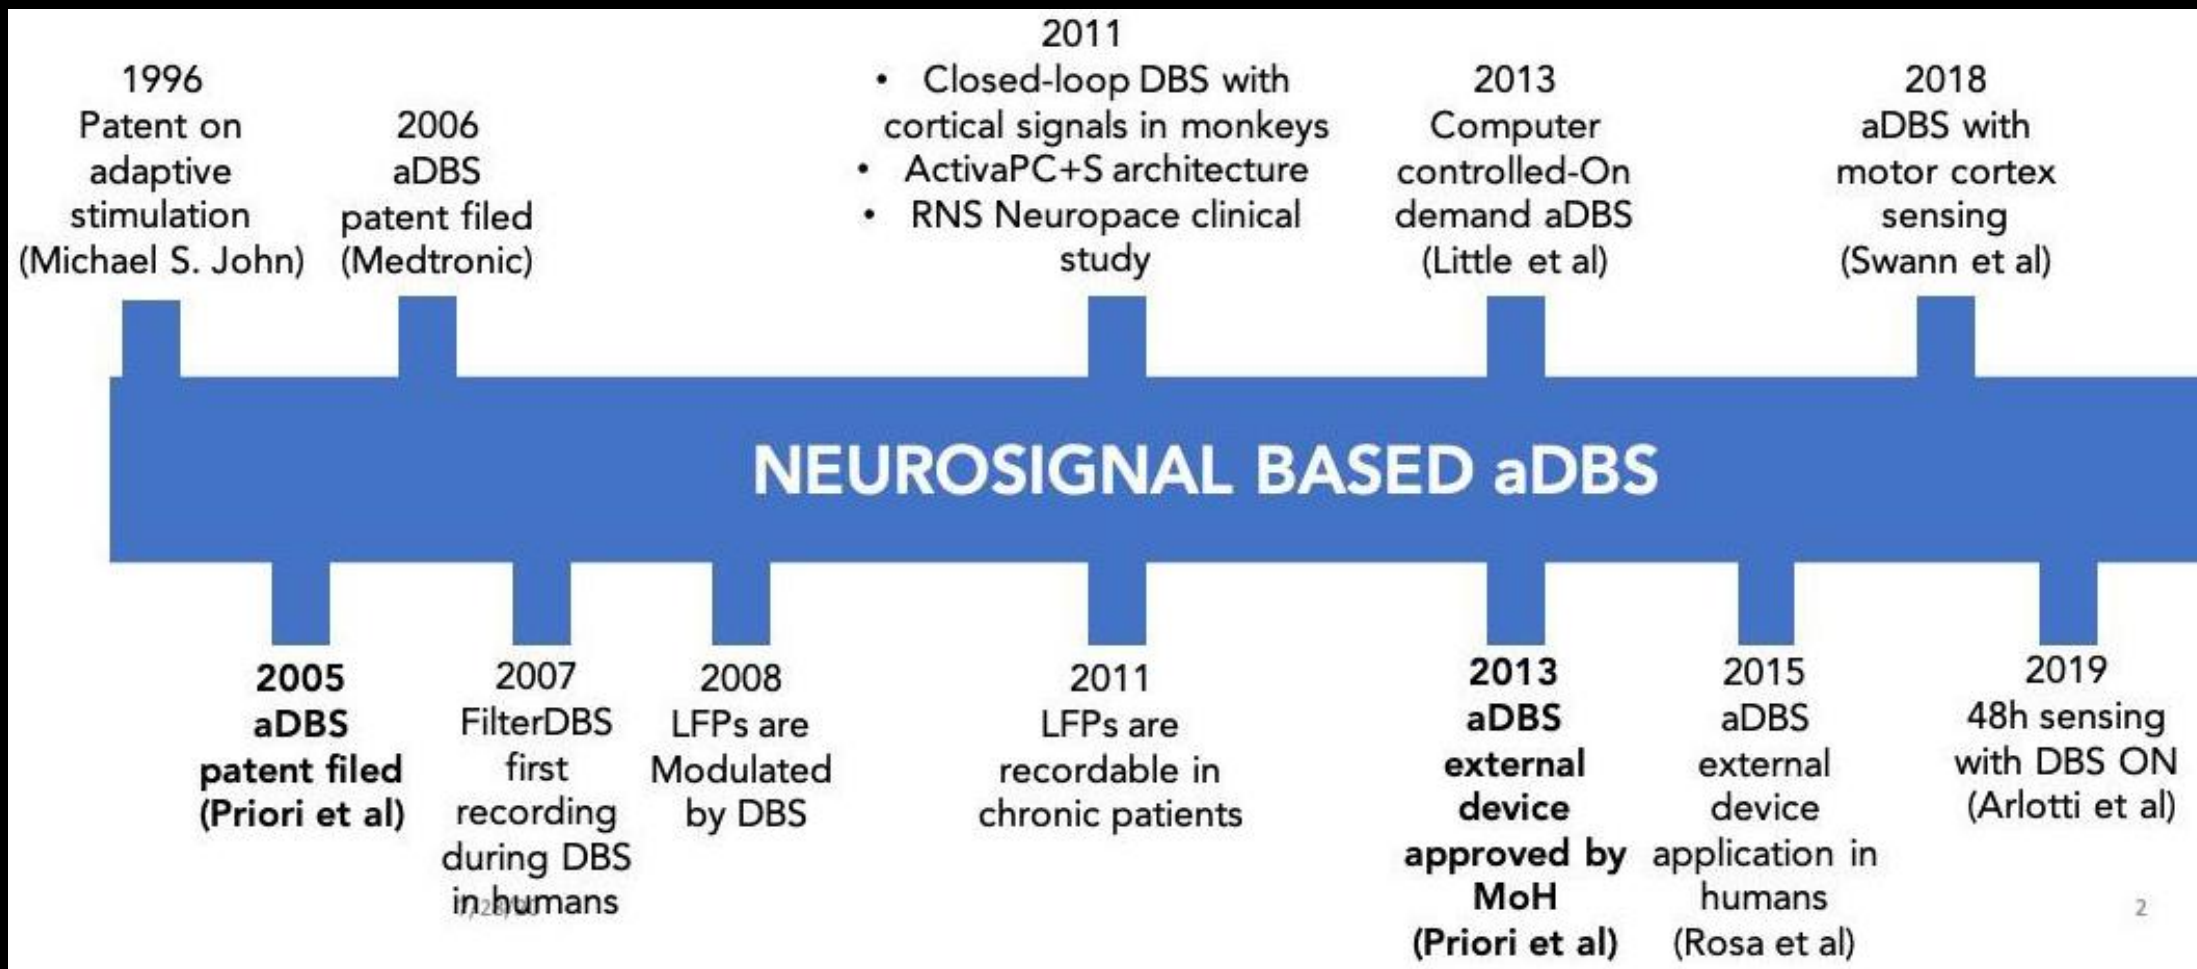 1996
Patent on
adaptive
stimulation
(Michael S. John)
2006
aDBS
patent filed
(Medtronic)
2011
• Closed-loop DBS with
cortical signals in monkeys
• ActivaPC+S architecture
• RNS Neuropace clinical
study
2013
Computer
controlled-On
demand aDBS
(Little et al)
2018
aDBS with
motor cortex
sensing
(Swann et al)
NEUROSIGNAL BASED aDBS
2005
aDBS
patent filed
(Priori et al)
2007
FilterDBS
first
recording
during DBS
in humans
2008
LFPs are
Modulated
by DBS
2011
LFPs are
recordable in
chronic patients
2013
aDBS
external
device
approved by
MoH
(Priori et al)
2015
aDBS
external
device
application in
humans
(Rosa et al)
2019
48h sensing
with DBS ON
(Arlotti et al)
2